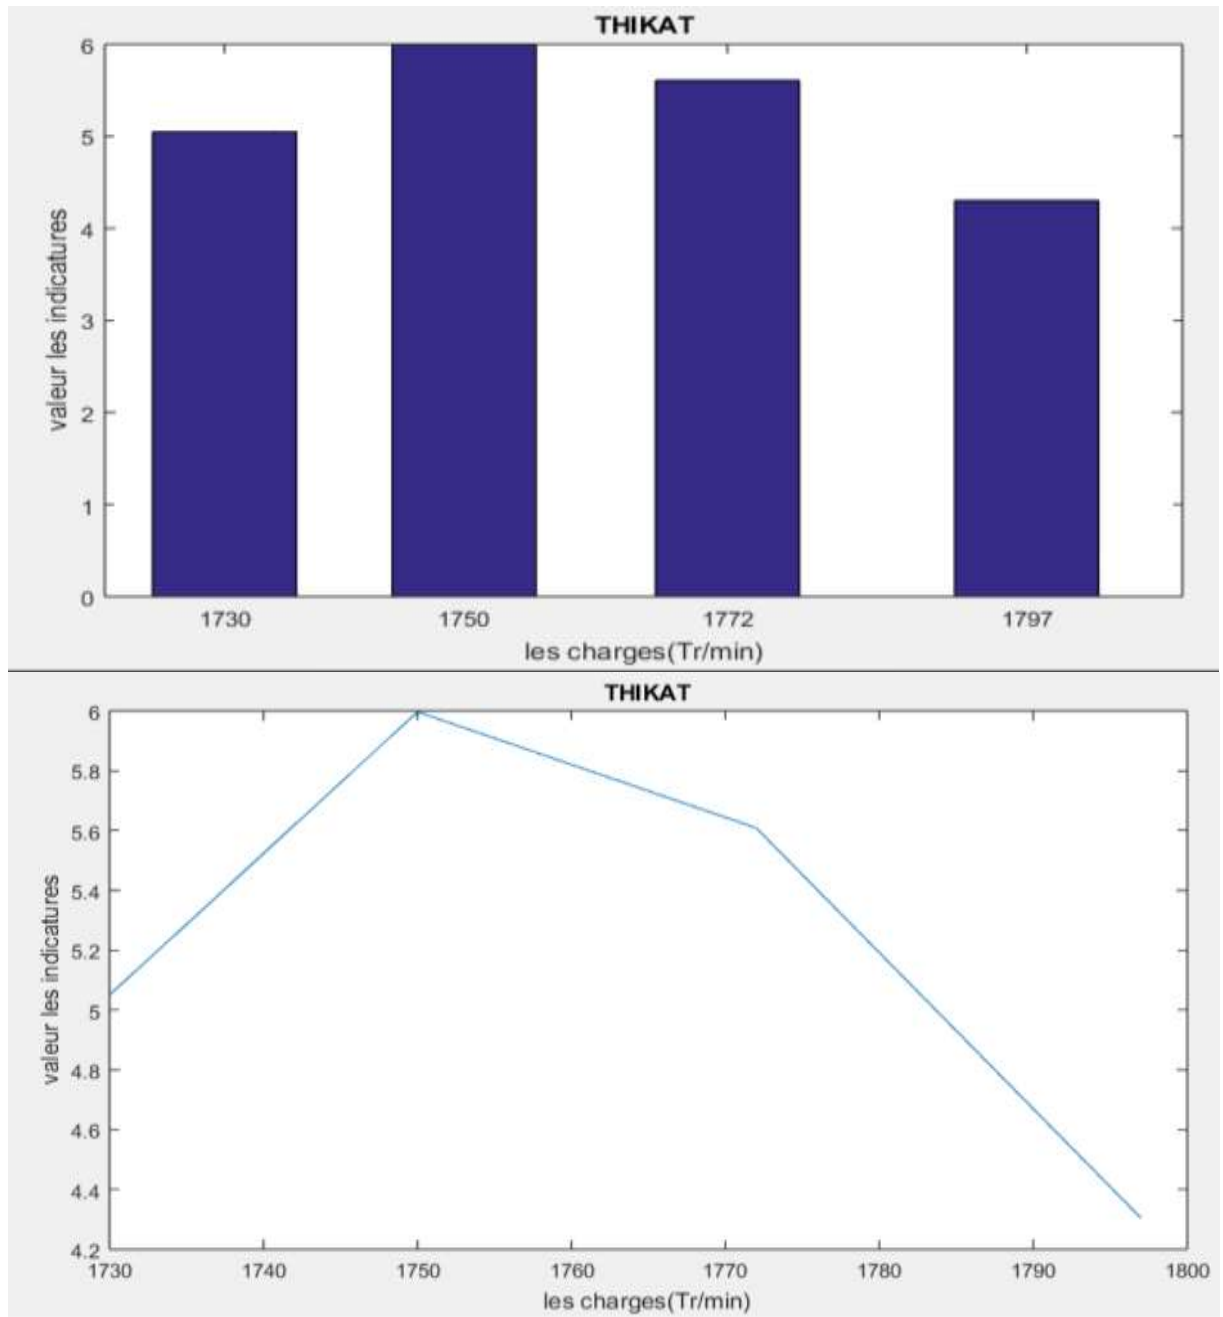 THIKAT
6
5
4
3
2
1
0
valeur les indicatures
1730 1750 1772 1797
les charges(Tr/min)
THIKAT
6
5.8
5.6
5.4
5.2
5
4.8
4.6
4.4
4.2
valeur les indicatures
1730 1740 1750 1760 1770 1780 1790 1800
les charges(Tr/min)